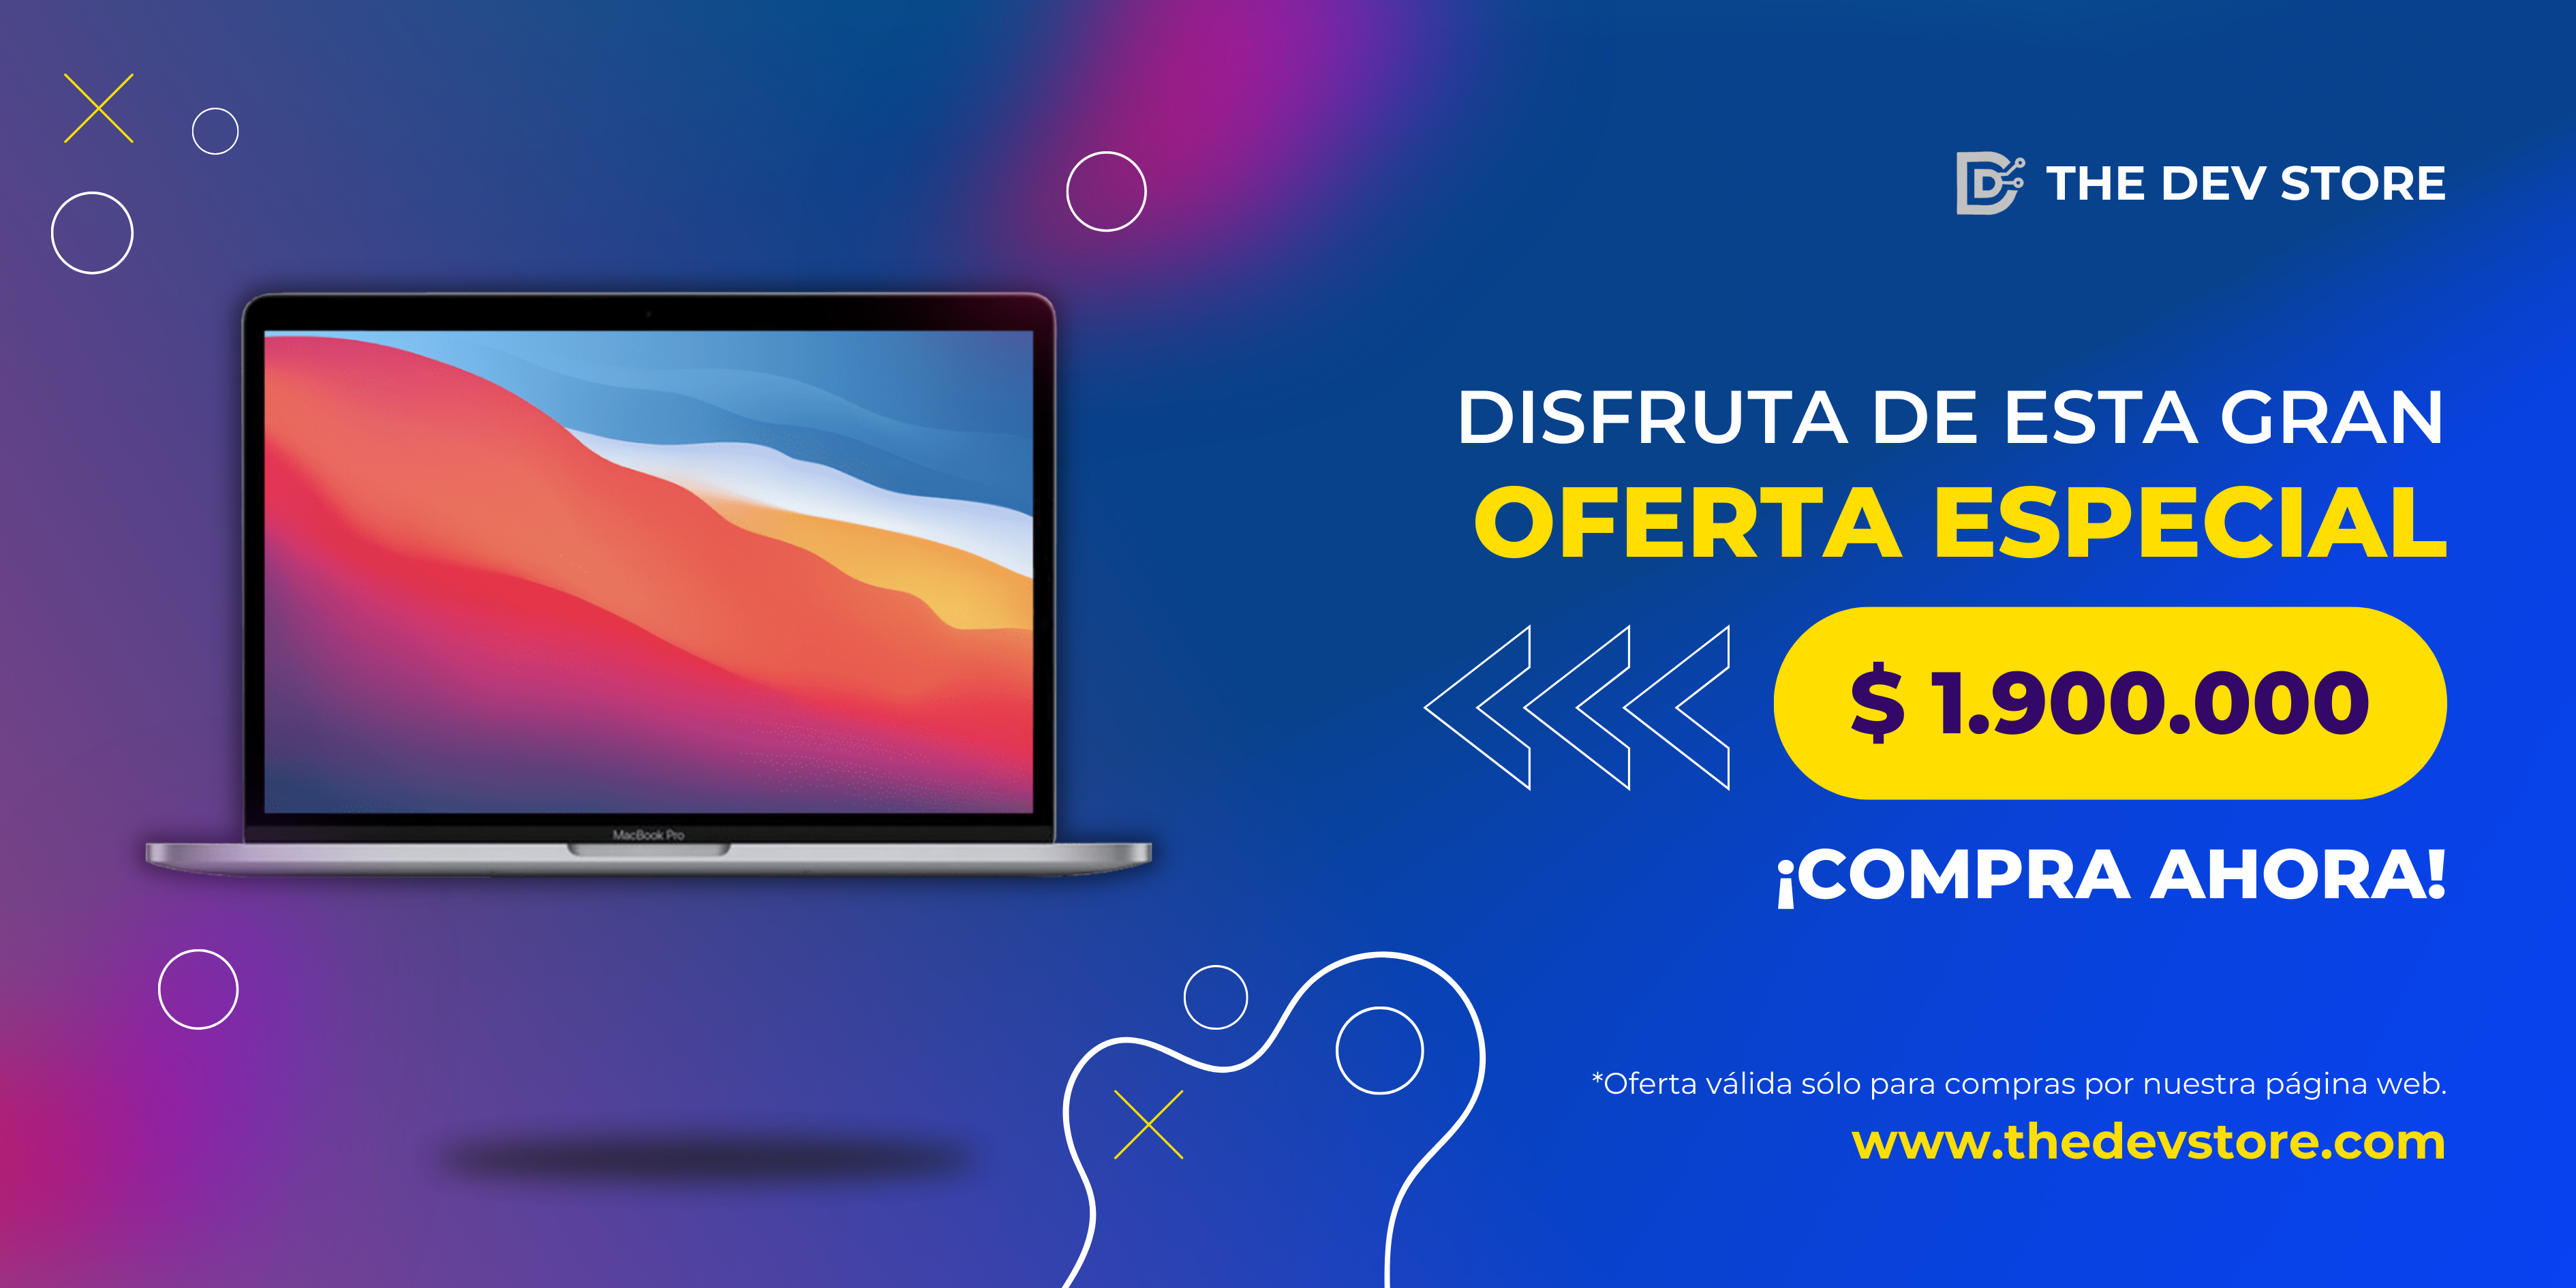 THE DEV STORE
DISFRUTA DE ESTA GRAN
OFERTA ESPECIAL
$ 1.900.000
¡COMPRA AHORA!
MacBook Pro
*Oferta válida sólo para compras por nuestra página web.
www.thedevstore.com